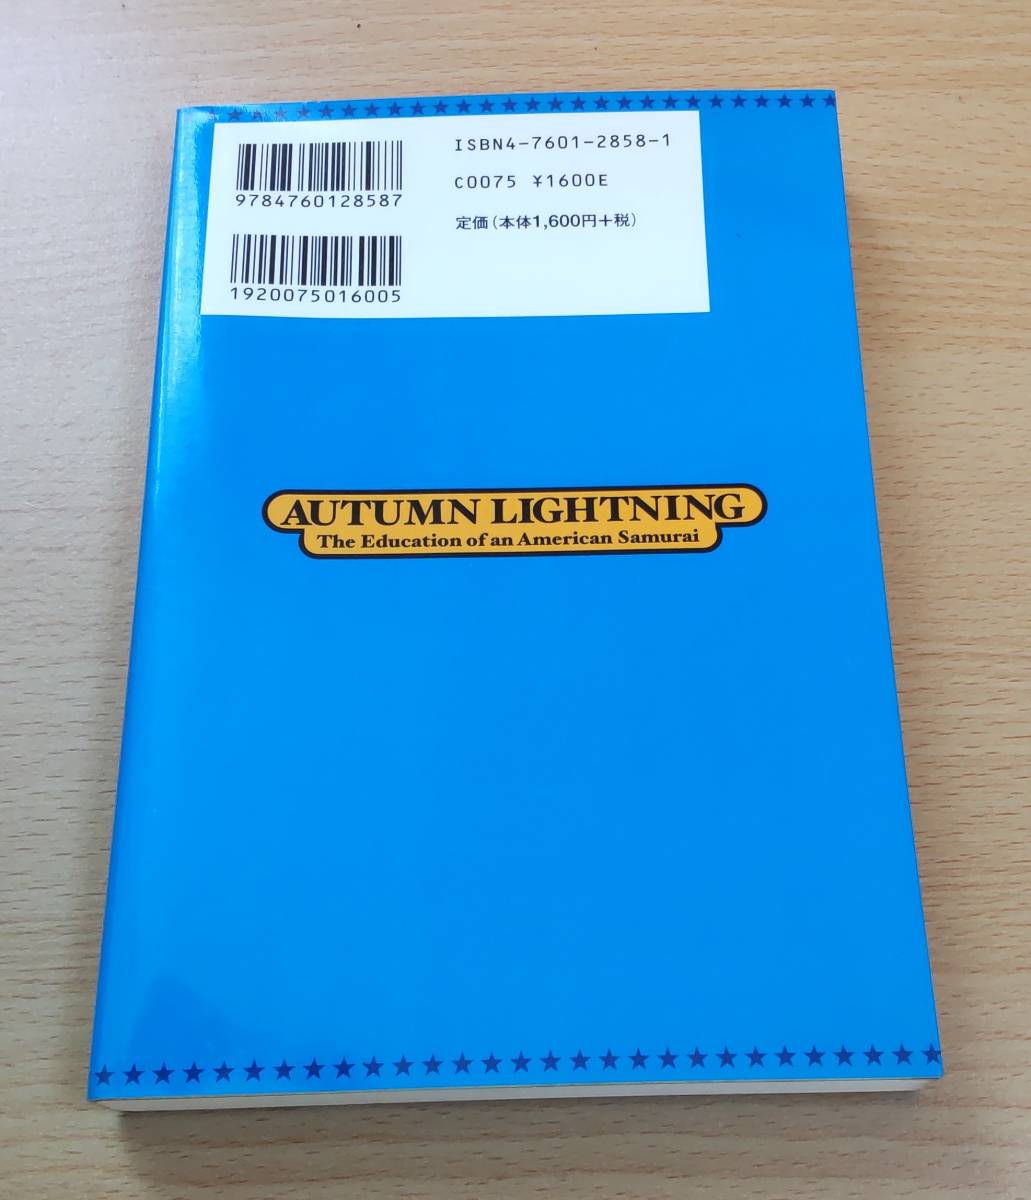 9784760128587
1920075016005
ISBN4-7601-2858-1
C0075 ¥1600E
定価(本体1,600円+税)
AUTUMN LIGHTNING
The Education of an American Samurai